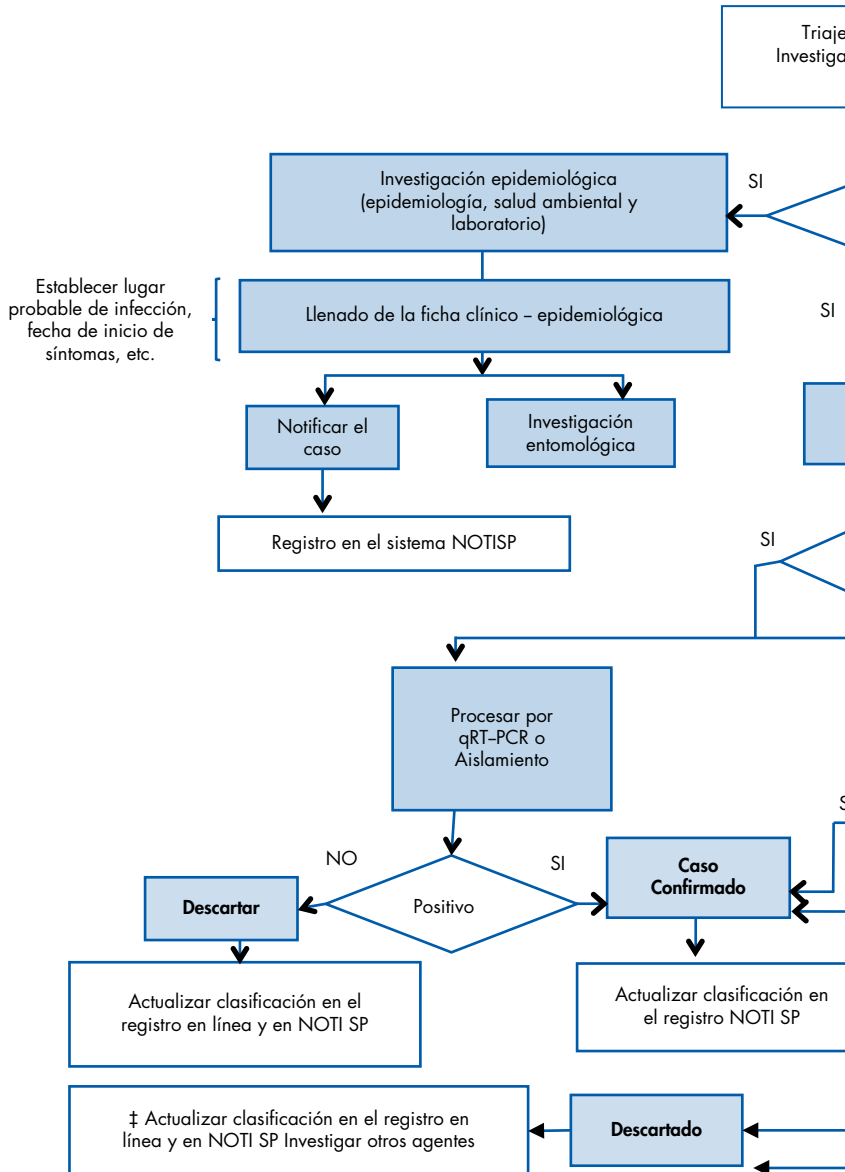 Triaje
Investiga
SI
Investigación epidemiológica
(epidemiología, salud ambiental y
laboratorio)
Establecer lugar
probable de infección,
fecha de inicio de
síntomas, etc.
Llenado de la ficha clínico – epidemiológica
SI
Notificar el
caso
Investigación
entomológica
Registro en el sistema NOTISP
SI
Procesar por
qRT–PCR o
Aislamiento
S
NO
SI
Caso
Confirmado
Descartar
Positivo
Actualizar clasificación en el
registro en línea y en NOTI SP
Actualizar clasificación en
el registro NOTI SP
‡ Actualizar clasificación en el registro en
línea y en NOTI SP Investigar otros agentes
Descartado